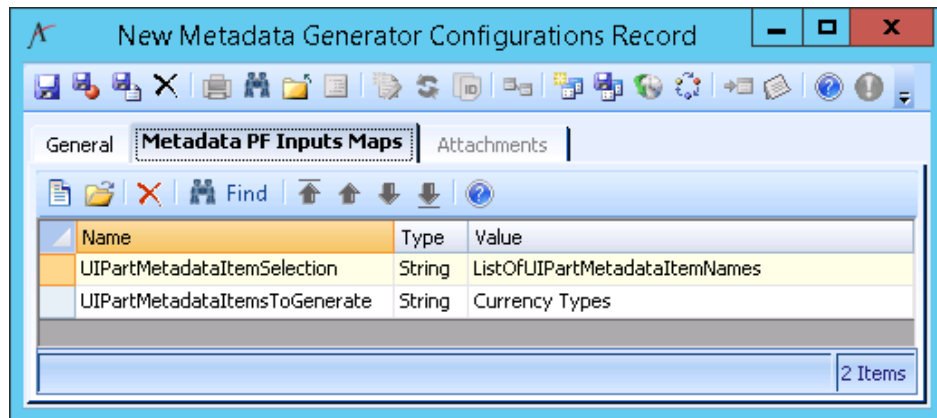 New Metadata Generator Configurations Record
General Metadata PF Inputs Maps Attachments
Find
Name Type Value
UIPartMetadataItemSelection String ListOfUIPartMetadataItemNames
UIPartMetadataItemsToGenerate String Currency Types
2 Items